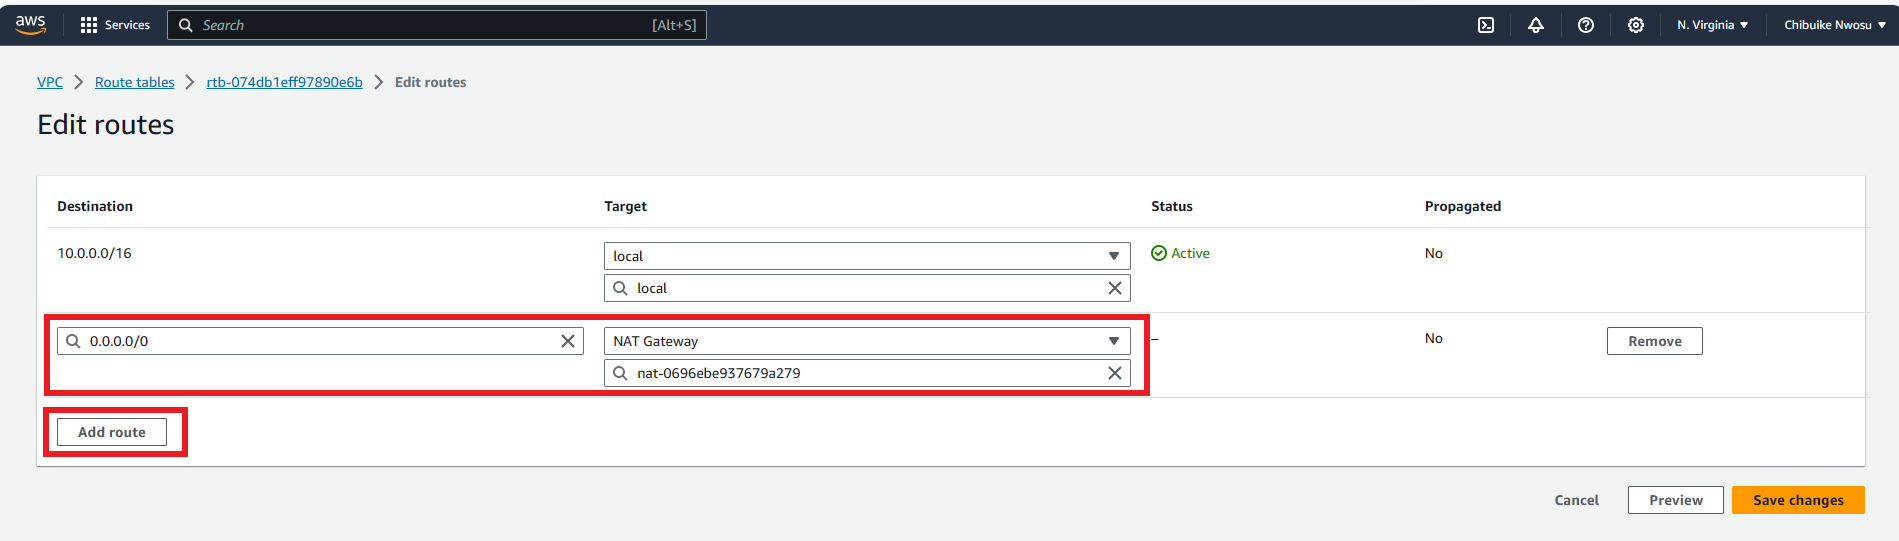 aws Services Search [Alt+S] N. Virginia Chibuike Nwosu
VPC Route tables rtb-074db1eff97890e6b Edit routes
Edit routes
Destination Target Status Propagated
10.0.0.0/16 local Active No
local
0.0.0.0/0 NAT Gateway – No Remove
nat-0696ebe937679a279
Add route
Cancel Preview Save changes